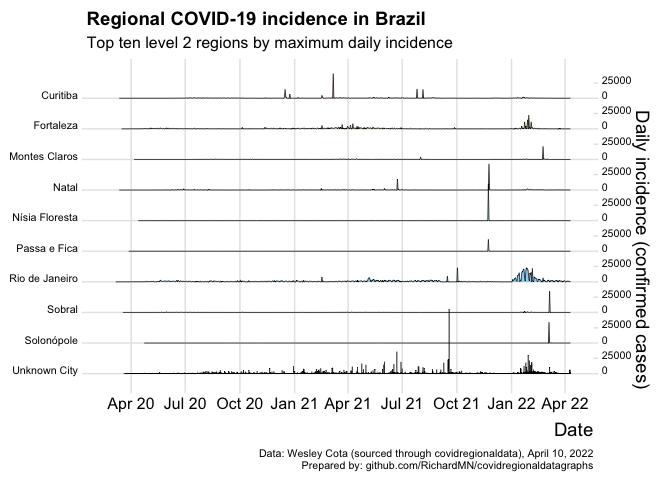 Regional COVID-19 incidence in Brazil
Top ten level 2 regions by maximum daily incidence
Curitiba
Fortaleza
Montes Claros
Natal
Nísia Floresta
Passa e Fica
Rio de Janeiro
Sobral
Solonópole
Unknown City
25000
0
25000
0
25000
0
25000
0
25000
0
25000
0
25000
0
25000
0
25000
0
25000
0
Daily incidence (confirmed cases)
Apr 20 Jul 20 Oct 20 Jan 21 Apr 21 Jul 21 Oct 21 Jan 22 Apr 22
Date
Data: Wesley Cota (sourced through covidregionaldata), April 10, 2022
Prepared by: github.com/RichardMN/covidregionaldatagraphs